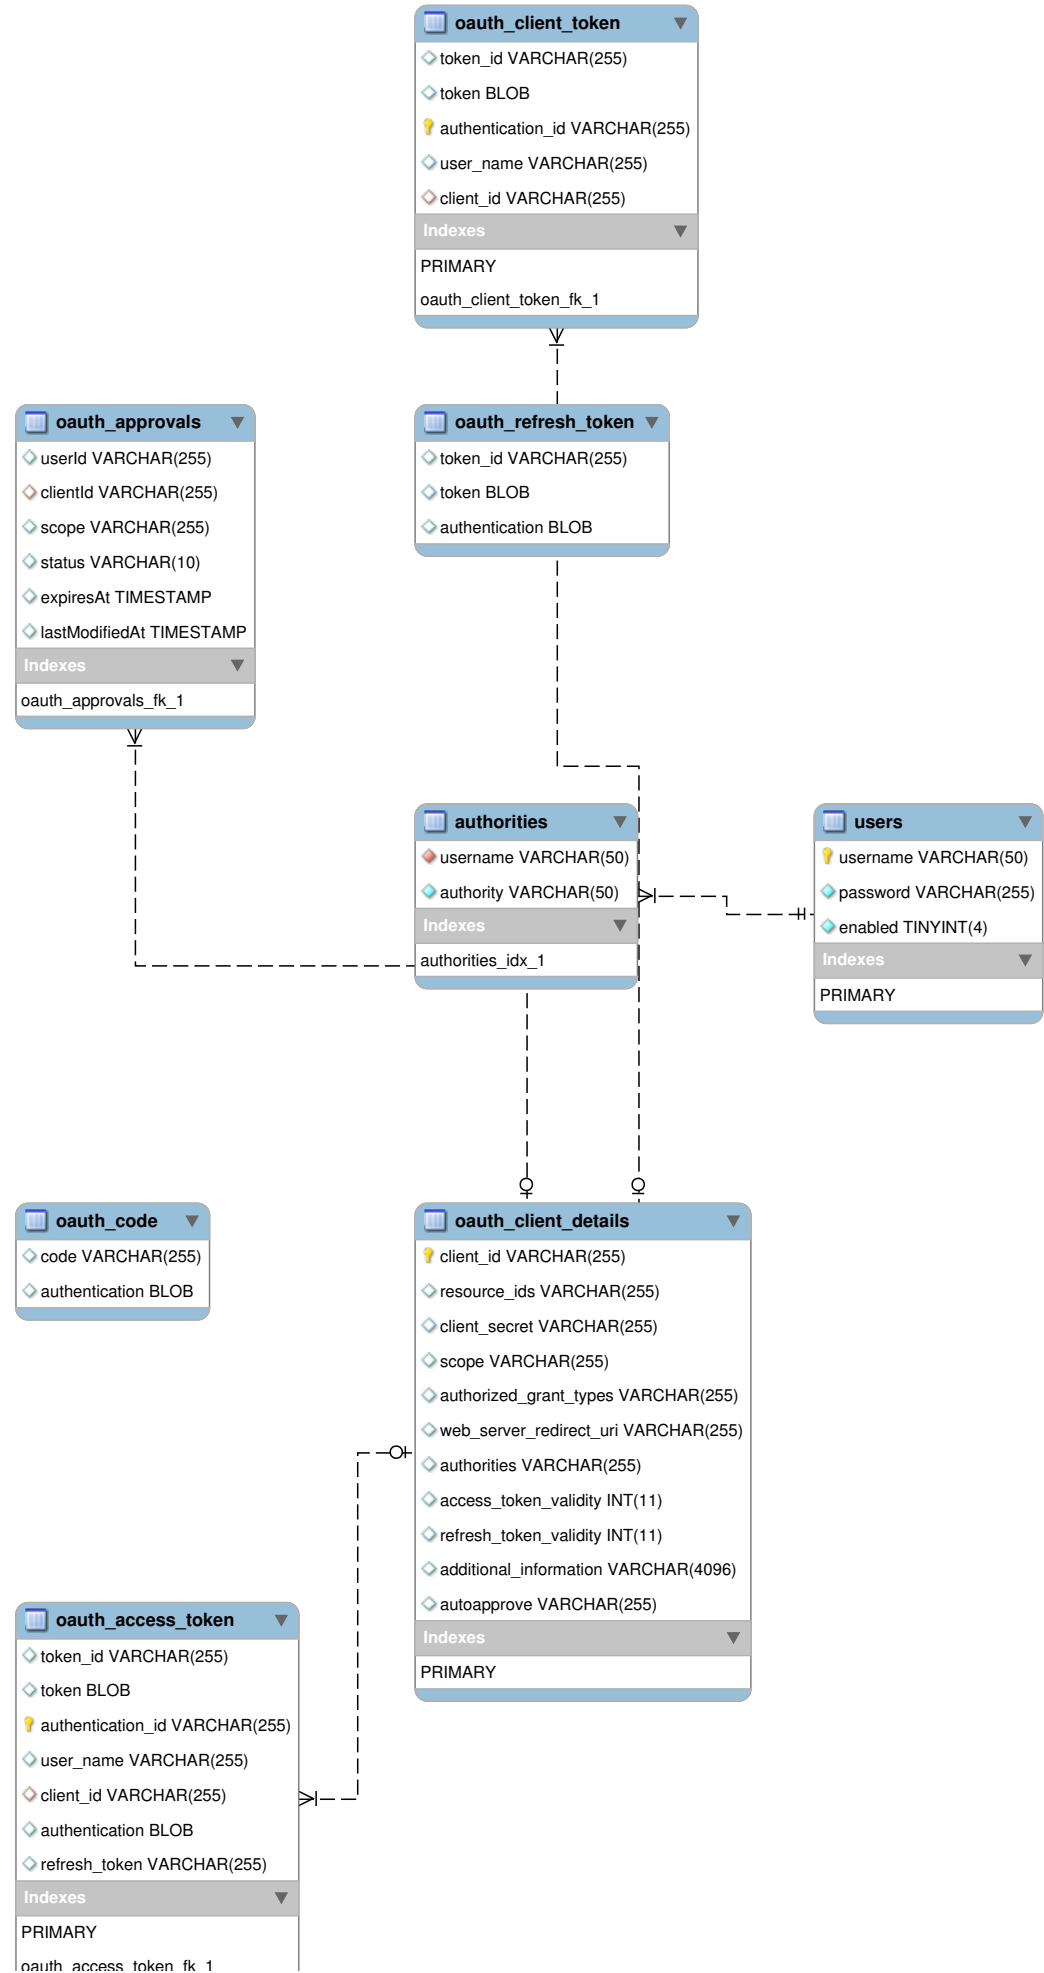 oauth_client_token
token_id VARCHAR(255)
token BLOB
authentication_id VARCHAR(255)
user_name VARCHAR(255)
client_id VARCHAR(255)
Indexes
PRIMARY
oauth_client_token_fk_1
oauth_approvals
userId VARCHAR(255)
clientId VARCHAR(255)
scope VARCHAR(255)
status VARCHAR(10)
expiresAt TIMESTAMP
lastModifiedAt TIMESTAMP
Indexes
oauth_approvals_fk_1
oauth_refresh_token
token_id VARCHAR(255)
token BLOB
authentication BLOB
authorities
username VARCHAR(50)
authority VARCHAR(50)
Indexes
authorities_idx_1
users
username VARCHAR(50)
password VARCHAR(255)
enabled TINYINT(4)
Indexes
PRIMARY
oauth_code
code VARCHAR(255)
authentication BLOB
oauth_client_details
client_id VARCHAR(255)
resource_ids VARCHAR(255)
client_secret VARCHAR(255)
scope VARCHAR(255)
authorized_grant_types VARCHAR(255)
web_server_redirect_uri VARCHAR(255)
authorities VARCHAR(255)
access_token_validity INT(11)
refresh_token_validity INT(11)
additional_information VARCHAR(4096)
autoapprove VARCHAR(255)
Indexes
PRIMARY
oauth_access_token
token_id VARCHAR(255)
token BLOB
authentication_id VARCHAR(255)
user_name VARCHAR(255)
client_id VARCHAR(255)
authentication BLOB
refresh_token VARCHAR(255)
Indexes
PRIMARY
oauth_access_token_fk_1